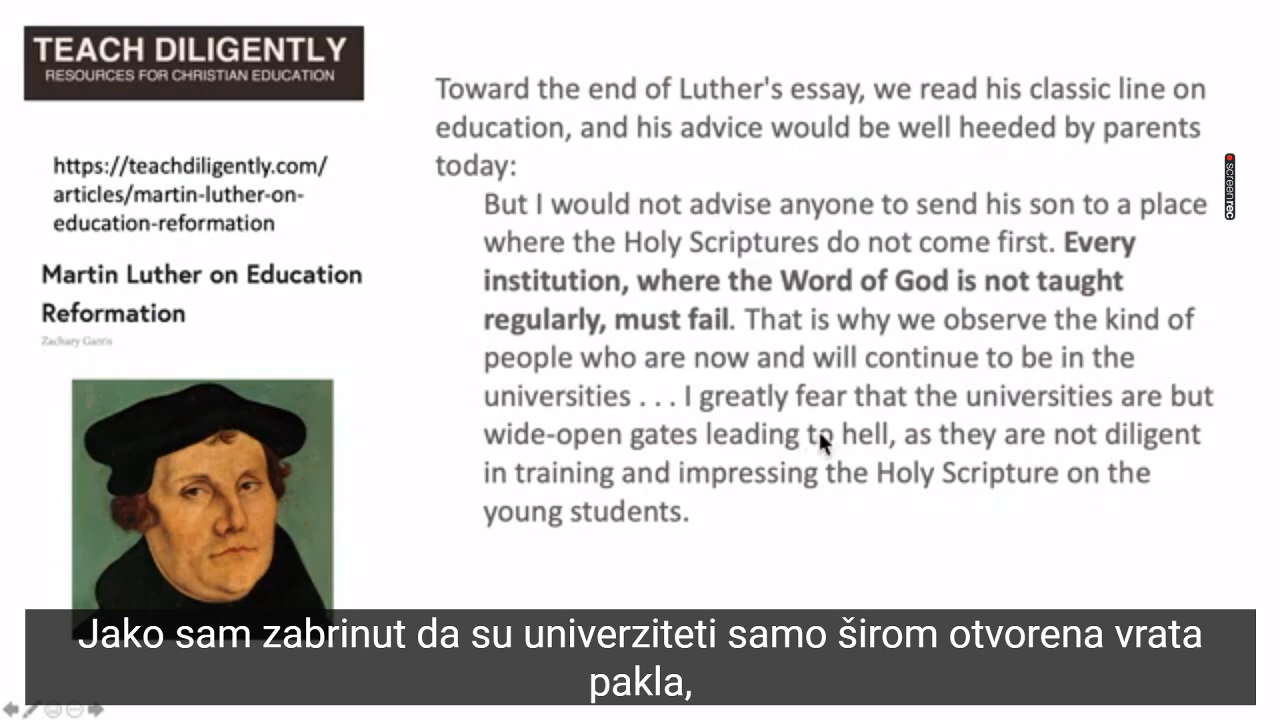 TEACH DILIGENTLY
RESOURCES FOR CHRISTIAN EDUCATION
https://teachdiligently.com/
articles/martin-luther-on-
education-reformation
Martin Luther on Education
Reformation
Zachary Garris
Toward the end of Luther's essay, we read his classic line on
education, and his advice would be well heeded by parents
today:
But I would not advise anyone to send his son to a place
where the Holy Scriptures do not come first. Every
institution, where the Word of God is not taught
regularly, must fail. That is why we observe the kind of
people who are now and will continue to be in the
universities . . . I greatly fear that the universities are but
wide-open gates leading to hell, as they are not diligent
in training and impressing the Holy Scripture on the
young students.
screenrec
Jako sam zabrinut da su univerziteti samo širom otvorena vrata
pakla,